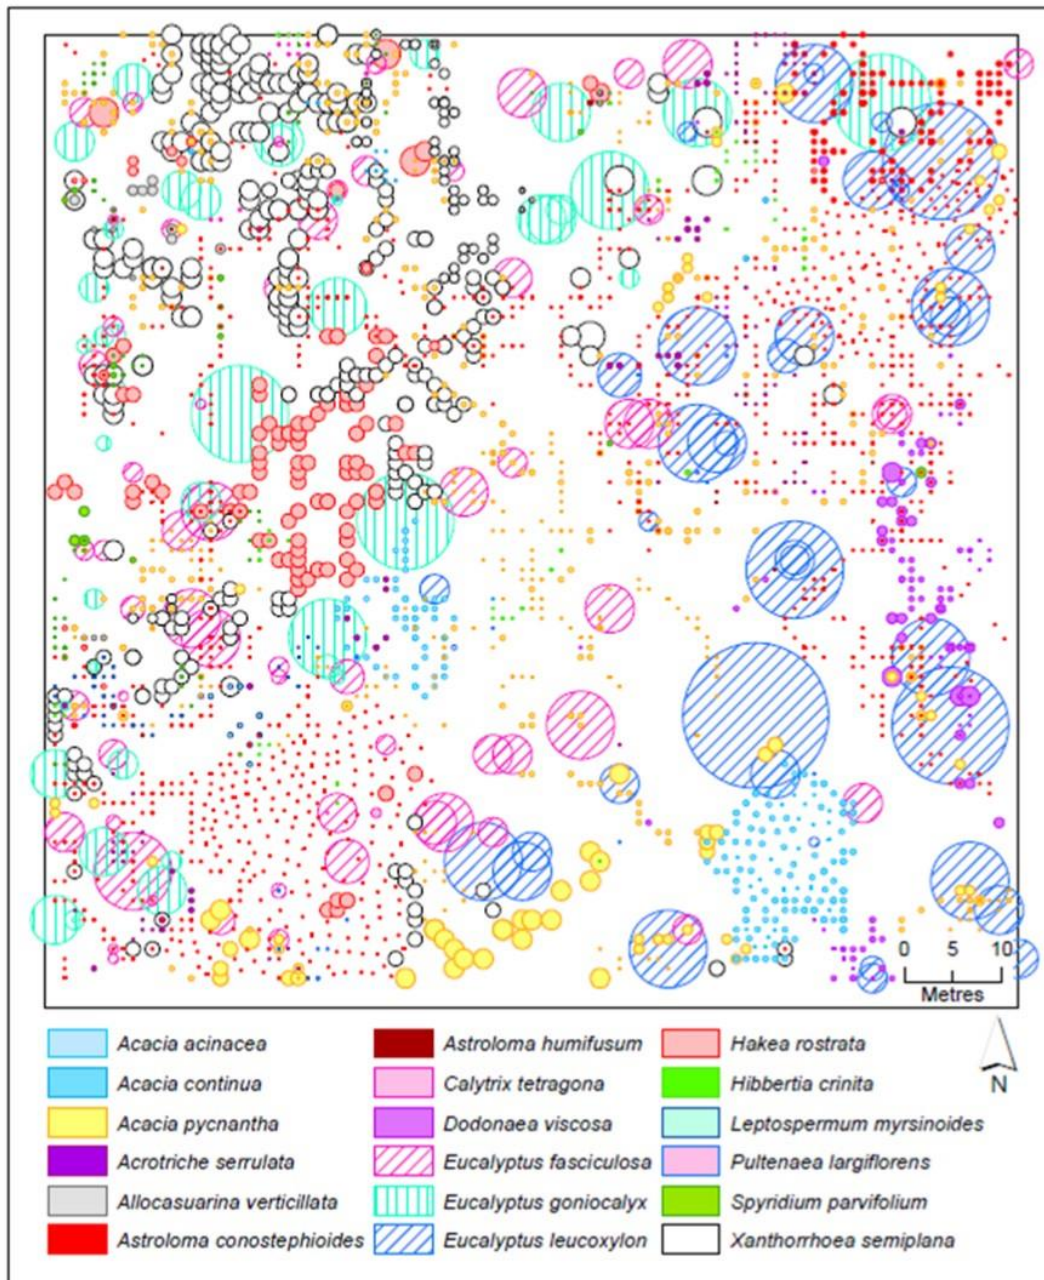 0 5 10
Metres
N
Acacia acinacea
Acacia continua
Acacia pycnantha
Acrotriche serrulata
Allocasuarina verticillata
Astroloma conostephioides
Astroloma humifusum
Calytrix tetragona
Dodonaea viscosa
Eucalyptus fasciculosa
Eucalyptus goniocalyx
Eucalyptus leucoxylon
Hakea rostrata
Hibbertia crinita
Leptospermum myrsinoides
Pultenaea largiflorens
Spyridium parvifolium
Xanthorrhoea semiplana